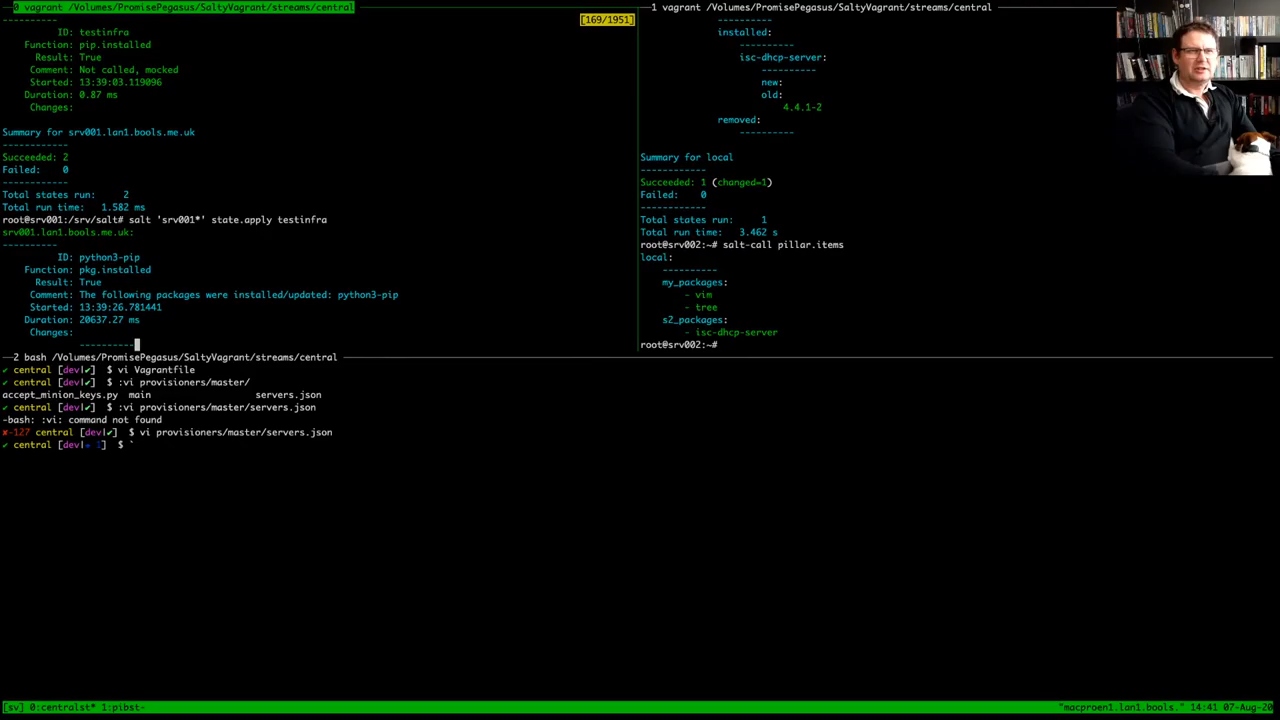 0 vagrant /Volumes/PromisePegasus/SaltyVagrant/streams/central
----------
[169/1951]
ID: testinfra
Function: pip.installed
Result: True
Comment: Not called, mocked
Started: 13:39:03.119096
Duration: 0.87 ms
Changes:
Summary for srv001.lan1.bools.me.uk
------------
Succeeded: 2
Failed:    0
------------
Total states run:     2
Total run time:   1.582 ms
root@srv001:/srv/salt# salt 'srv001*' state.apply testinfra
srv001.lan1.bools.me.uk:
----------
ID: python3-pip
Function: pkg.installed
Result: True
Comment: The following packages were installed/updated: python3-pip
Started: 13:39:26.781441
Duration: 20637.27 ms
Changes:
----------
1 vagrant /Volumes/PromisePegasus/SaltyVagrant/streams/central
----------
installed:
----------
isc-dhcp-server:
----------
new:
old:
4.4.1-2
removed:
----------
Summary for local
------------
Succeeded: 1 (changed=1)
Failed:    0
------------
Total states run:     1
Total run time:   3.462 s
root@srv002:~# salt-call pillar.items
local:
----------
my_packages:
- vim
- tree
s2_packages:
- isc-dhcp-server
root@srv002:~#
2 bash /Volumes/PromisePegasus/SaltyVagrant/streams/central
✔ central [dev|✔]  $ vi Vagrantfile
✔ central [dev|✔]  $ :vi provisioners/master/
accept_minion_keys.py  main                   servers.json
✔ central [dev|✔]  $ :vi provisioners/master/servers.json
-bash: :vi: command not found
✘-127 central [dev|✔]  $ vi provisioners/master/servers.json
✔ central [dev|✚ 1]  $ `
[sv] 0:centralst* 1:pibst-
"macproen1.lan1.bools." 14:41 07-Aug-20